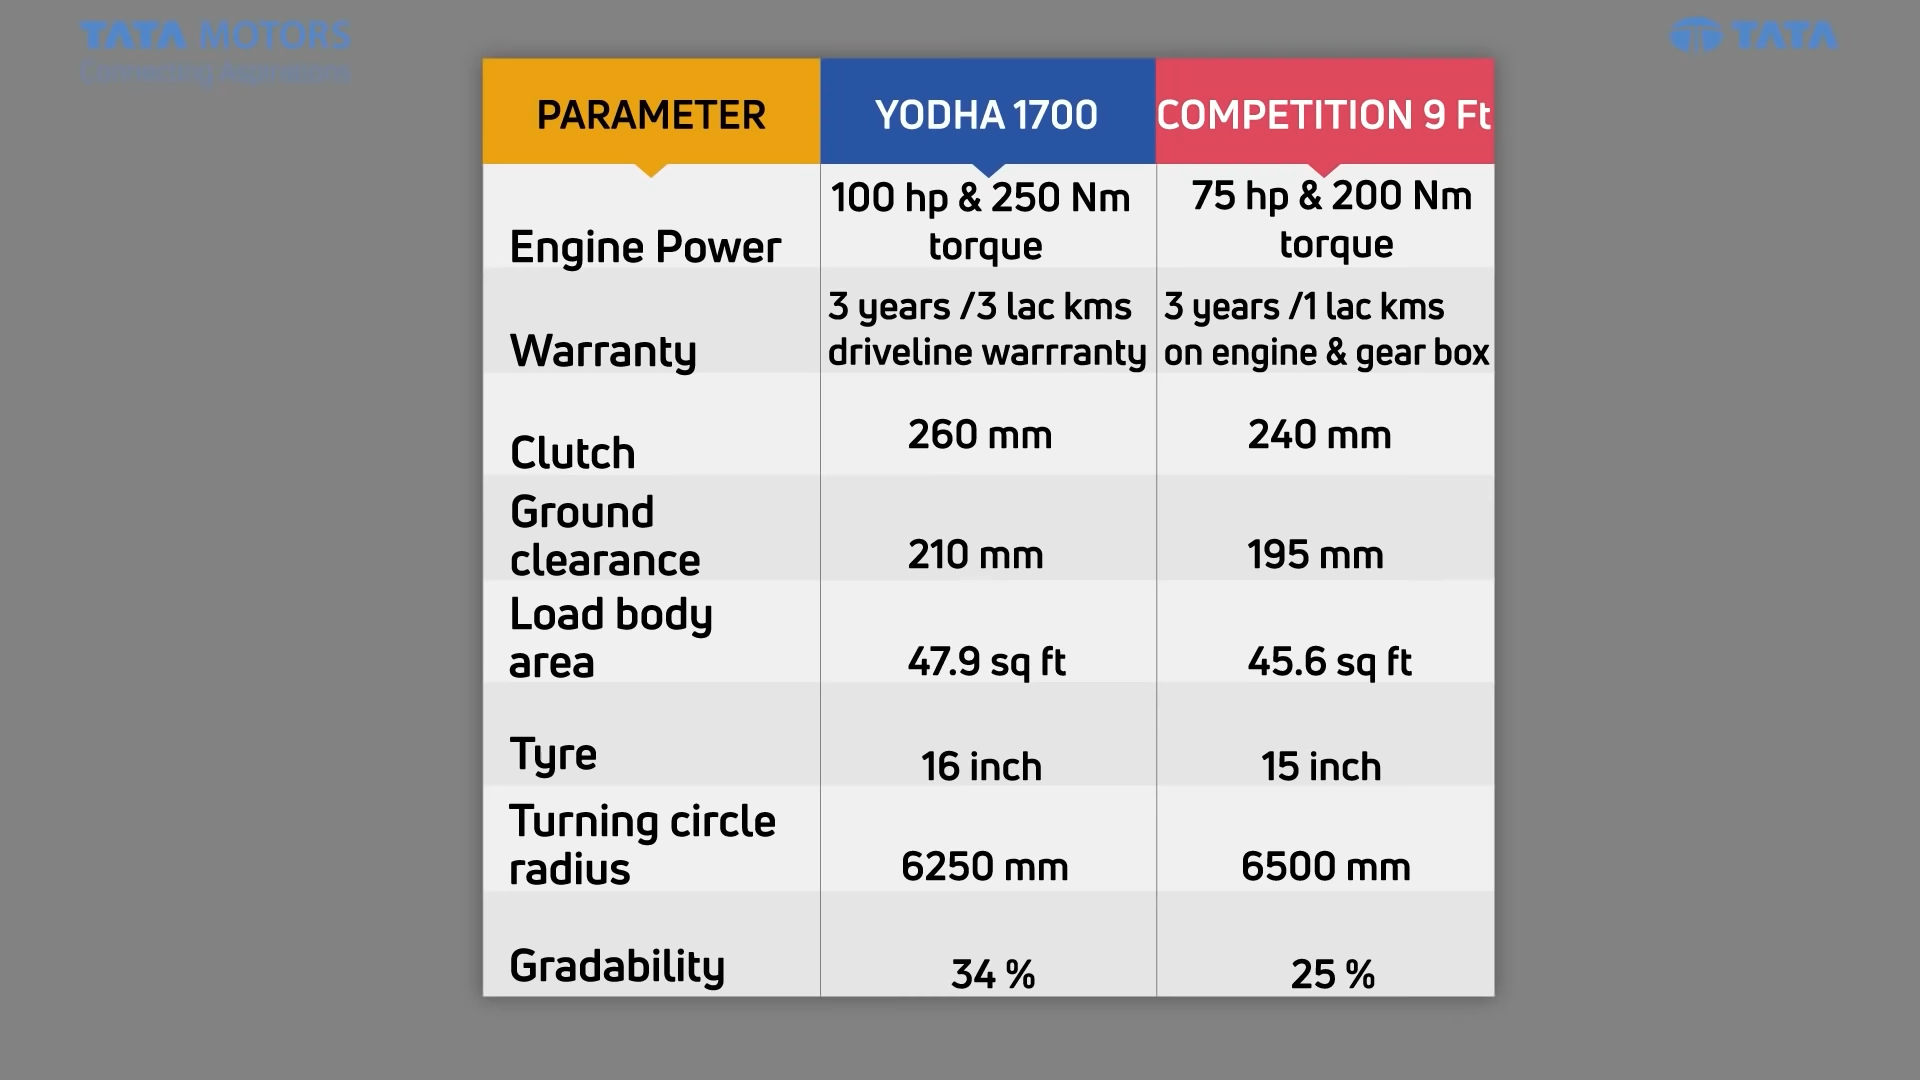 TATA MOTORS
Connecting Aspirations
TATA
PARAMETER
YODHA 1700
COMPETITION 9 Ft
Engine Power
100 hp & 250 Nm
torque
75 hp & 200 Nm
torque
Warranty
3 years /3 lac kms
driveline warrranty
3 years /1 lac kms
on engine & gear box
Clutch
260 mm
240 mm
Ground
clearance
210 mm
195 mm
Load body
area
47.9 sq ft
45.6 sq ft
Tyre
16 inch
15 inch
Turning circle
radius
6250 mm
6500 mm
Gradability
34 %
25 %